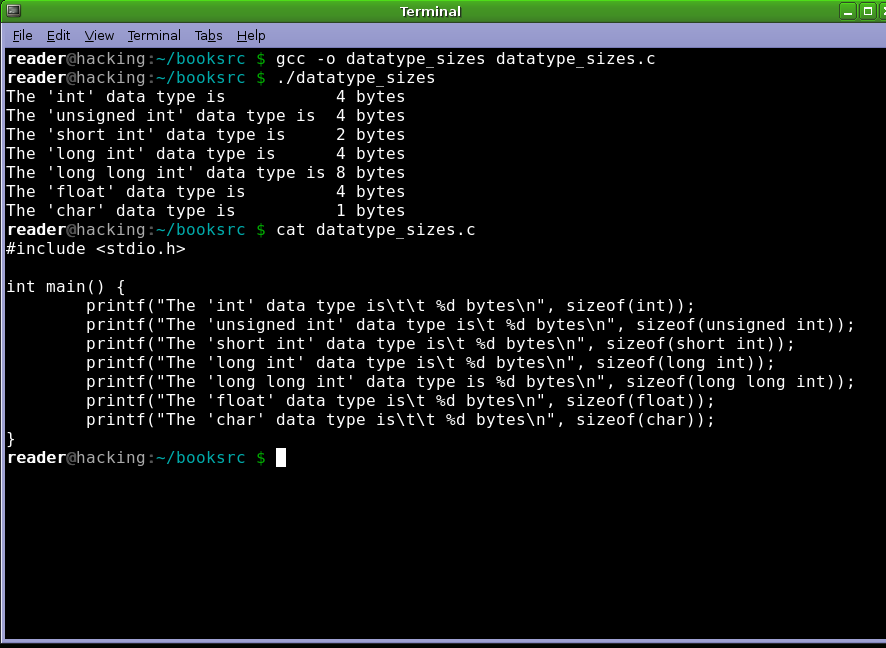 Terminal
File Edit View Terminal Tabs Help
reader@hacking:~/booksrc $ gcc -o datatype_sizes datatype_sizes.c
reader@hacking:~/booksrc $ ./datatype_sizes
The 'int' data type is           4 bytes
The 'unsigned int' data type is  4 bytes
The 'short int' data type is     2 bytes
The 'long int' data type is      4 bytes
The 'long long int' data type is 8 bytes
The 'float' data type is         4 bytes
The 'char' data type is          1 bytes
reader@hacking:~/booksrc $ cat datatype_sizes.c
#include <stdio.h>

int main() {
        printf("The 'int' data type is\t\t %d bytes\n", sizeof(int));
        printf("The 'unsigned int' data type is\t %d bytes\n", sizeof(unsigned int));
        printf("The 'short int' data type is\t %d bytes\n", sizeof(short int));
        printf("The 'long int' data type is\t %d bytes\n", sizeof(long int));
        printf("The 'long long int' data type is %d bytes\n", sizeof(long long int));
        printf("The 'float' data type is\t %d bytes\n", sizeof(float));
        printf("The 'char' data type is\t\t %d bytes\n", sizeof(char));
}
reader@hacking:~/booksrc $